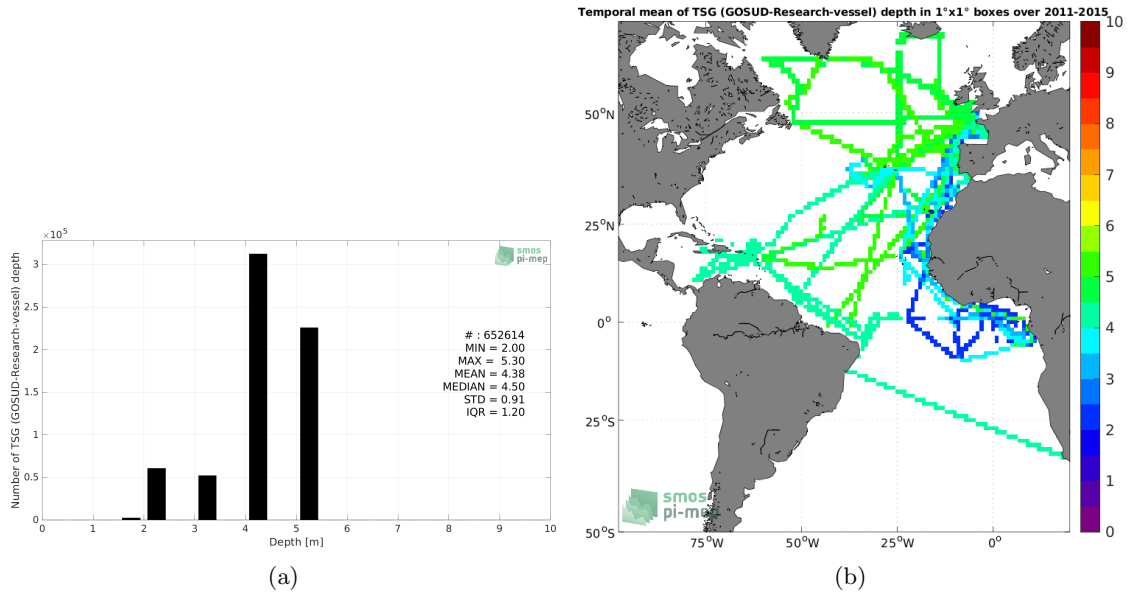 ×10⁵
Number of TSG (GOSUD-Research-vessel) depth
3
2.5
2
1.5
1
0.5
0
smos
pi-mep
# : 652614
MIN = 2.00
MAX = 5.30
MEAN = 4.38
MEDIAN = 4.50
STD = 0.91
IQR = 1.20
0 1 2 3 4 5 6 7 8 9 10
Depth [m]
(a)
Temporal mean of TSG (GOSUD-Research-vessel) depth in 1°x1° boxes over 2011-2015
50°N
25°N
0°
25°S
50°S
75°W 50°W 25°W 0°
smos
pi-mep
10
9
8
7
6
5
4
3
2
1
0
(b)